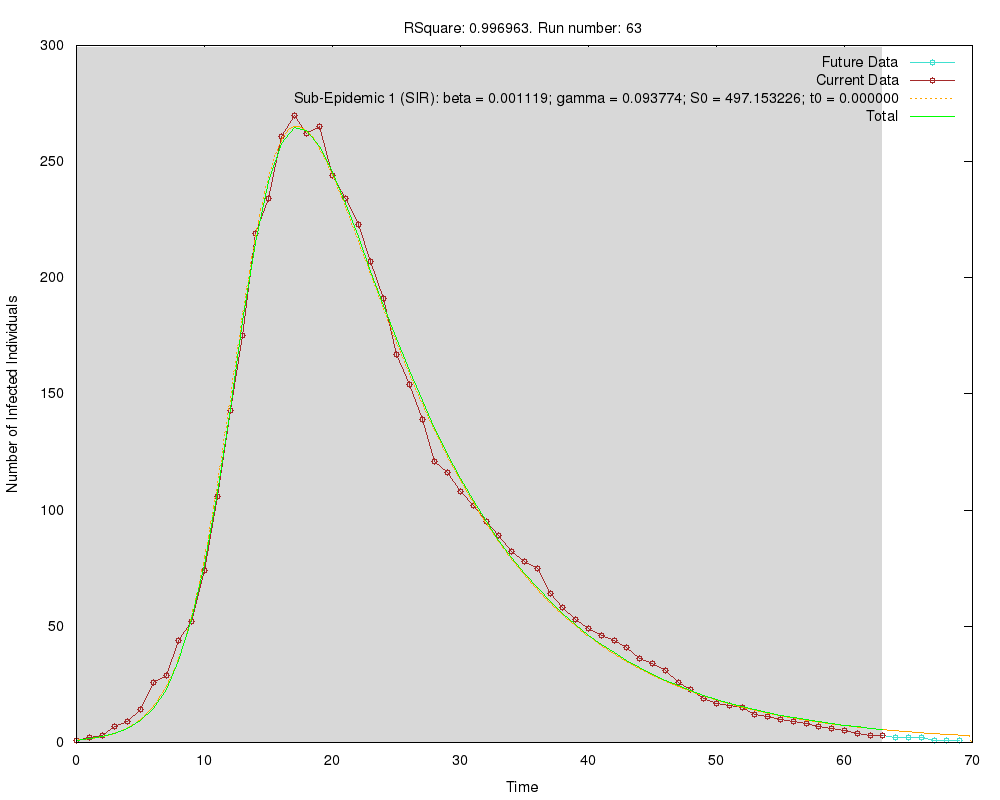 RSquare: 0.996963. Run number: 63
300
250
200
150
100
50
0
Number of Infected Individuals
Future Data
Current Data
Sub-Epidemic 1 (SIR): beta = 0.001119; gamma = 0.093774; S0 = 497.153226; t0 = 0.000000
Total
0 10 20 30 40 50 60 70
Time